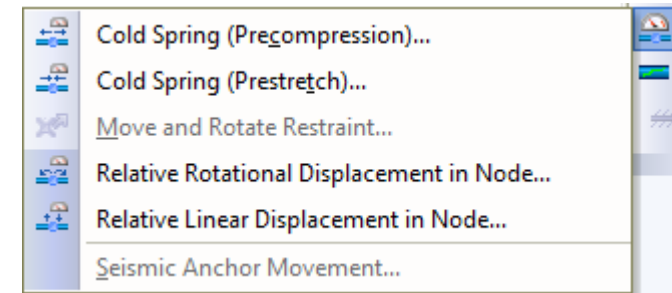 Cold Spring (Precompression)...
Cold Spring (Prestretch)...
Move and Rotate Restraint...
Relative Rotational Displacement in Node...
Relative Linear Displacement in Node...
Seismic Anchor Movement...